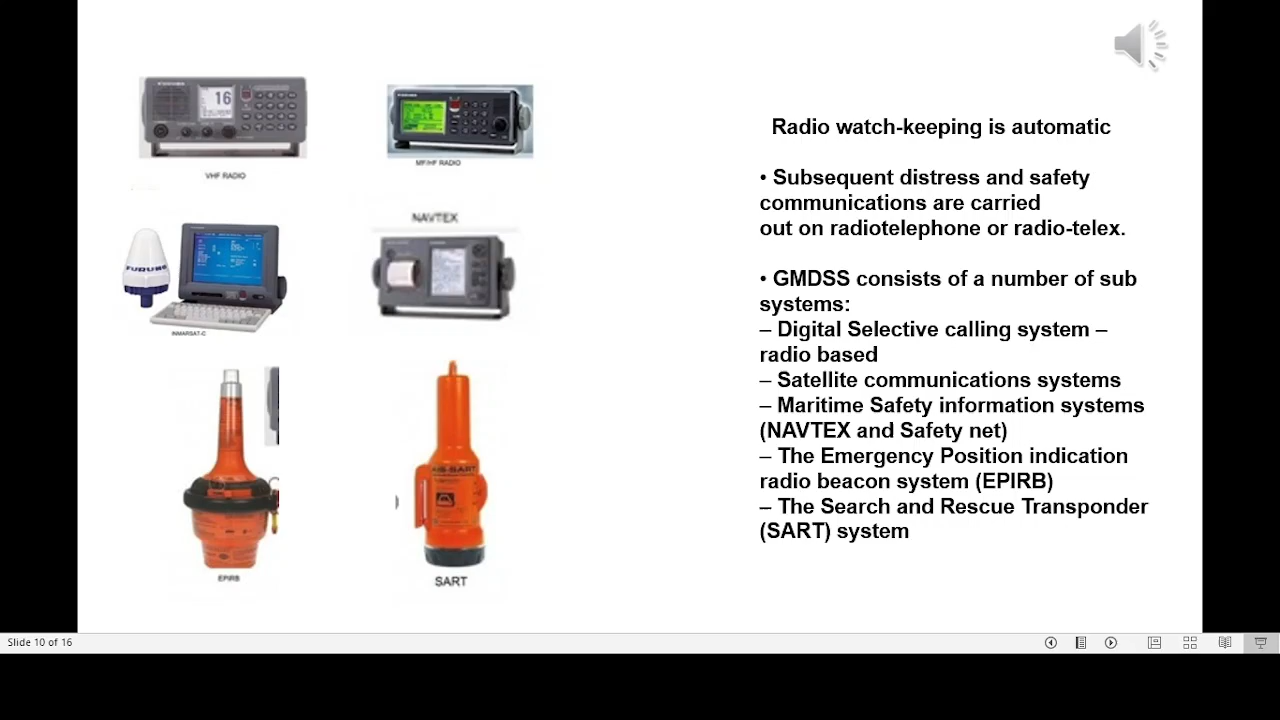 16
VHF RADIO
MF/HF RADIO
FURUNO
INMARSAT-C
NAVTEX
EPIRB
AIS-SART
SART
Radio watch-keeping is automatic
• Subsequent distress and safety
communications are carried
out on radiotelephone or radio-telex.
• GMDSS consists of a number of sub
systems:
– Digital Selective calling system –
radio based
– Satellite communications systems
– Maritime Safety information systems
(NAVTEX and Safety net)
– The Emergency Position indication
radio beacon system (EPIRB)
– The Search and Rescue Transponder
(SART) system
Slide 10 of 16